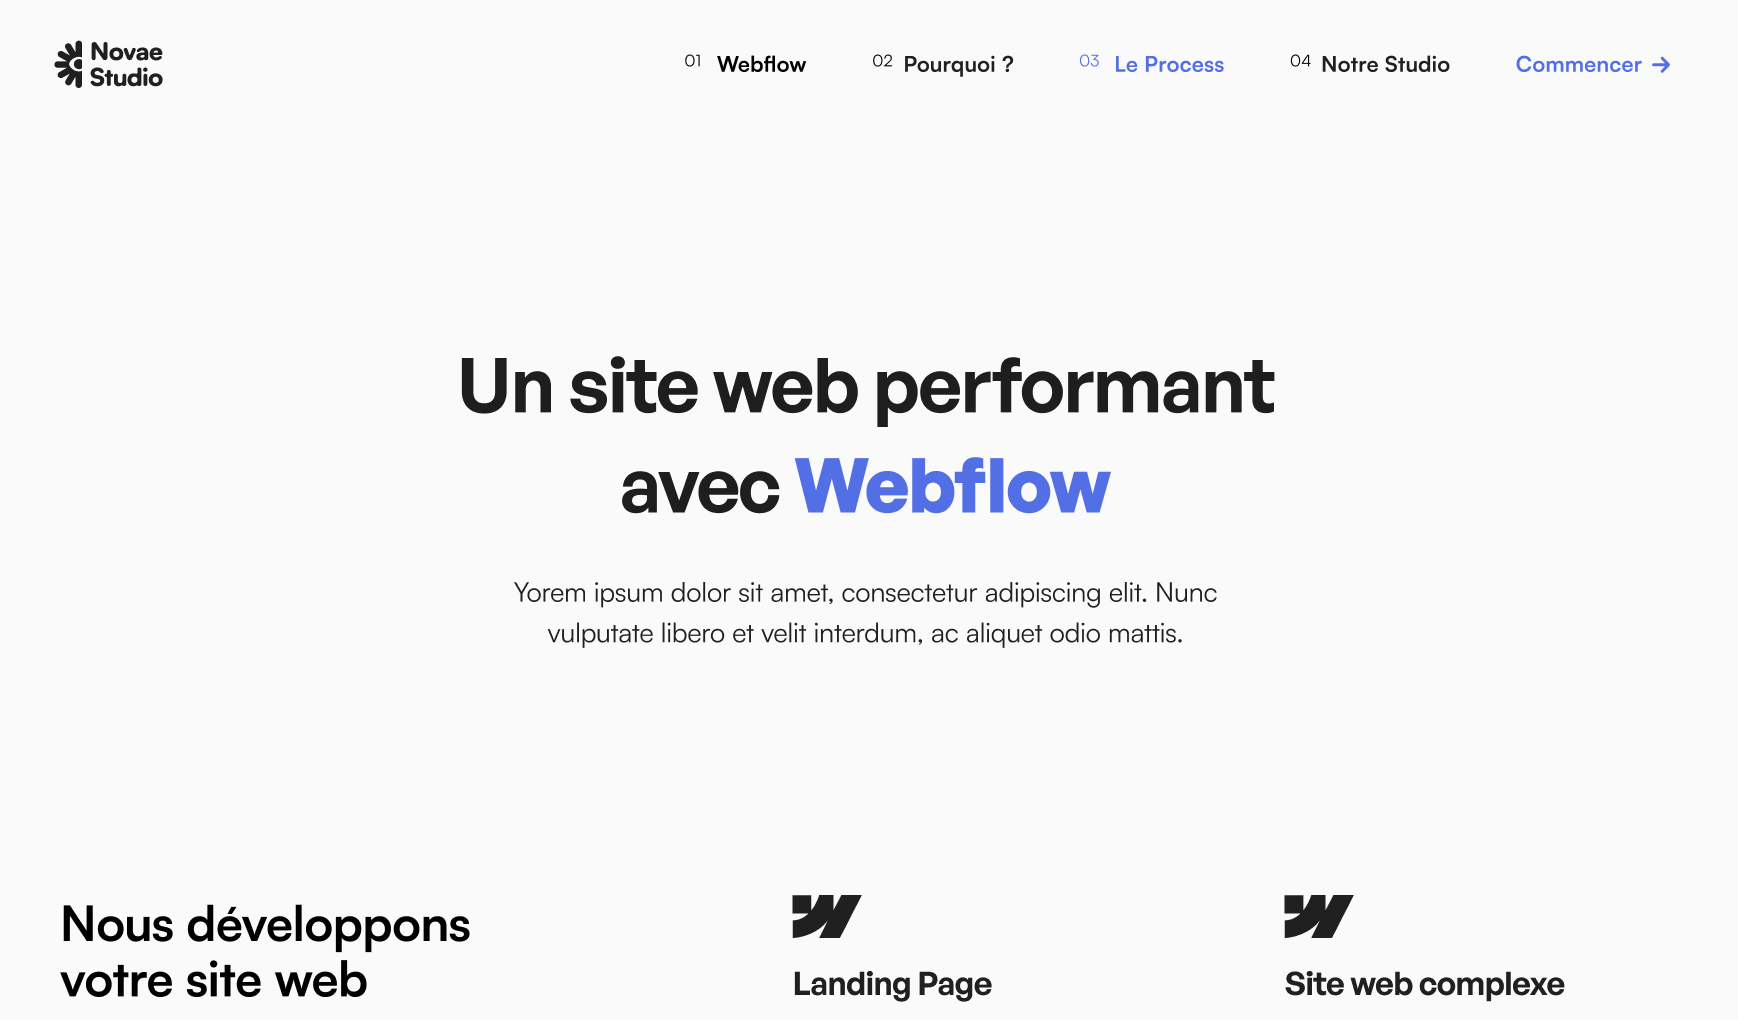 Novae
Studio
01 Webflow 02 Pourquoi ? 03 Le Process 04 Notre Studio Commencer →
Un site web performant
avec Webflow
Yorem ipsum dolor sit amet, consectetur adipiscing elit. Nunc
vulputate libero et velit interdum, ac aliquet odio mattis.
Nous développons
votre site web
Landing Page
Site web complexe